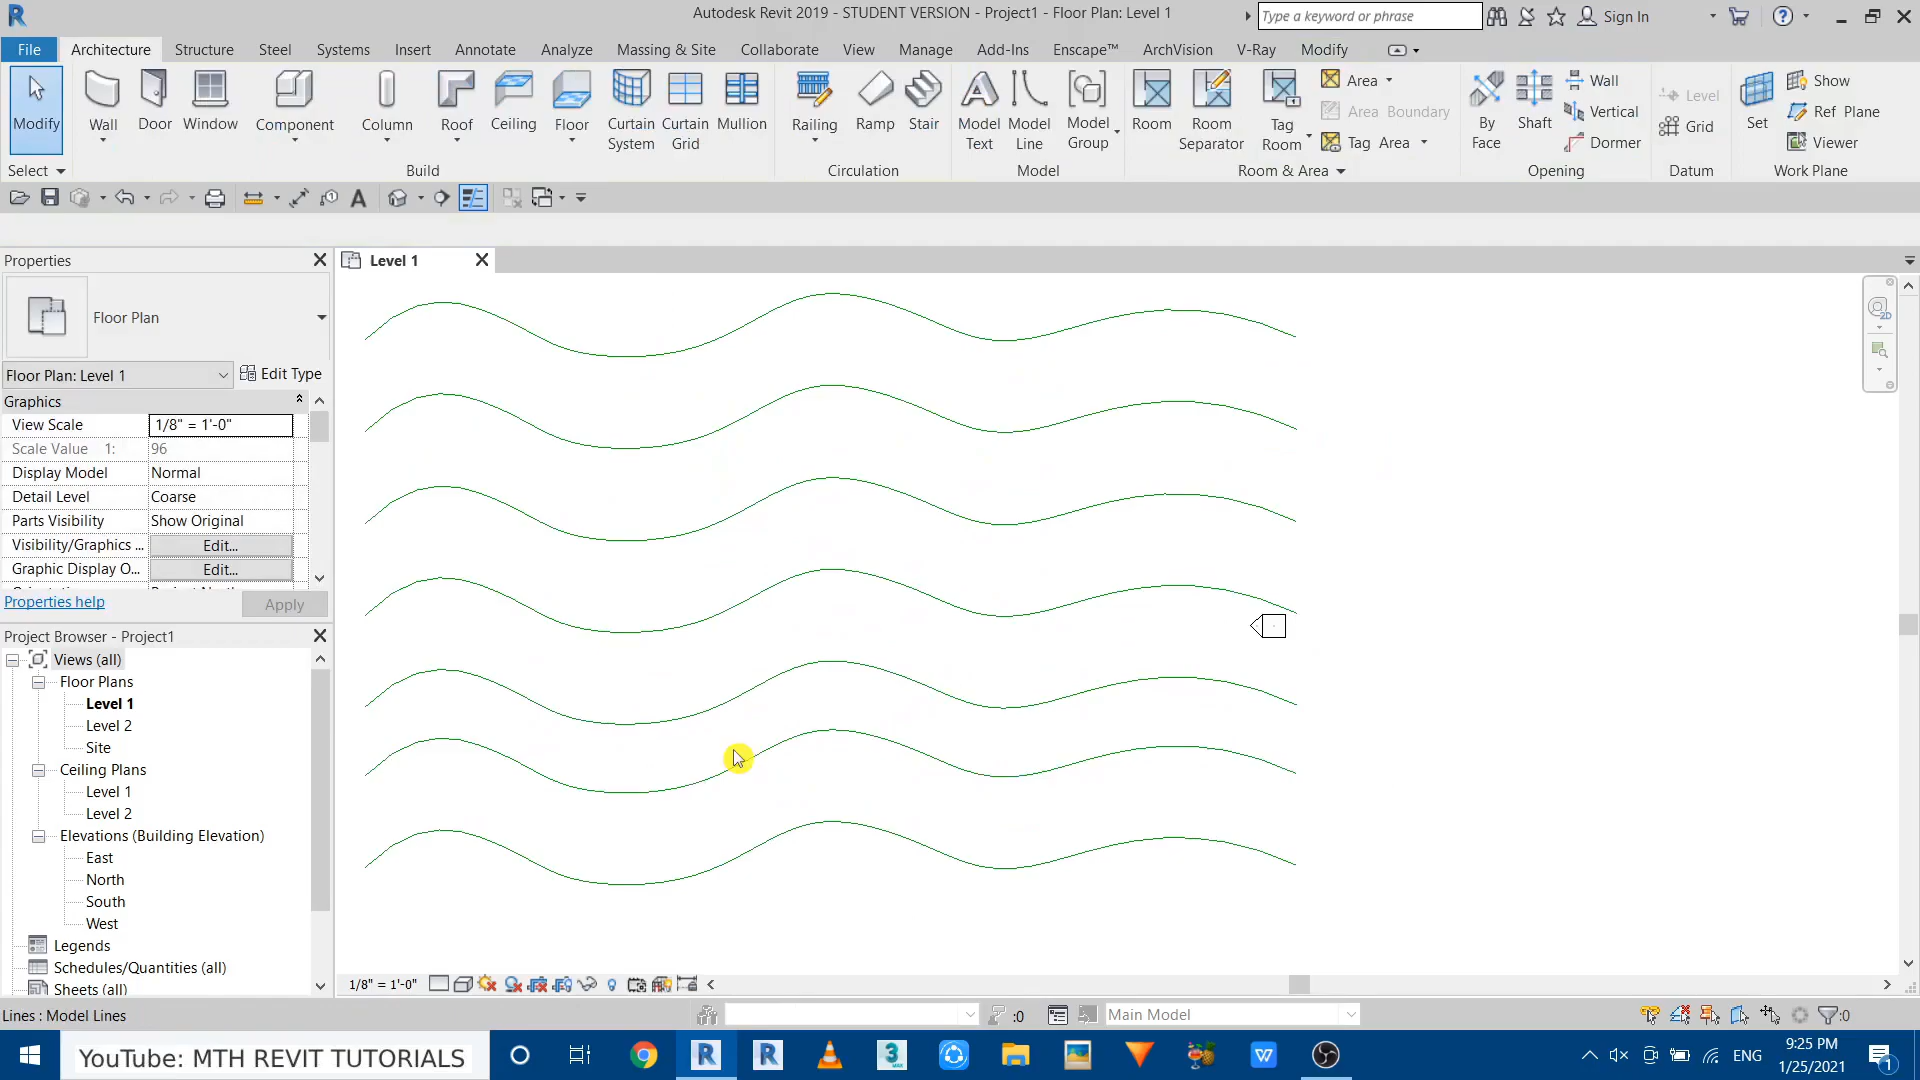 Autodesk Revit 2019 - STUDENT VERSION - Project1 - Floor Plan: Level 1
Type a keyword or phrase
Sign In
File Architecture Structure Steel Systems Insert Annotate Analyze Massing & Site Collaborate View Manage Add-Ins Enscape™ ArchVision V-Ray Modify
Modify
Wall
Door
Window
Component
Column
Roof
Ceiling
Floor
Curtain System
Curtain Grid
Mullion
Railing
Ramp
Stair
Model Text
Model Line
Model Group
Room
Room Separator
Tag Room
Area
Area Boundary
Tag Area
By Face
Shaft
Wall
Vertical
Dormer
Level
Grid
Set
Show
Ref Plane
Viewer
Select
Build
Circulation
Model
Room & Area
Opening
Datum
Work Plane
Properties
Level 1
Floor Plan
Floor Plan: Level 1
Edit Type
Graphics
View Scale 1/8" = 1'-0"
Scale Value 1: 96
Display Model Normal
Detail Level Coarse
Parts Visibility Show Original
Visibility/Graphics ... Edit...
Graphic Display O... Edit...
Properties help
Apply
Project Browser - Project1
Views (all)
Floor Plans
Level 1
Level 2
Site
Ceiling Plans
Level 1
Level 2
Elevations (Building Elevation)
East
North
South
West
Legends
Schedules/Quantities (all)
Sheets (all)
1/8" = 1'-0"
Lines : Model Lines
:0
Main Model
:0
YouTube: MTH REVIT TUTORIALS
ENG
9:25 PM
1/25/2021
1